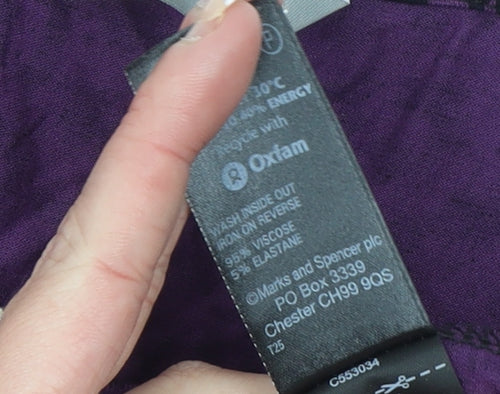 P
30°C
40% ENERGY
recycle with
Oxfam
WASH INSIDE OUT
IRON ON REVERSE
95% VISCOSE
5% ELASTANE
©Marks and Spencer plc
PO Box 3339
Chester CH99 9QS
T25
C553034